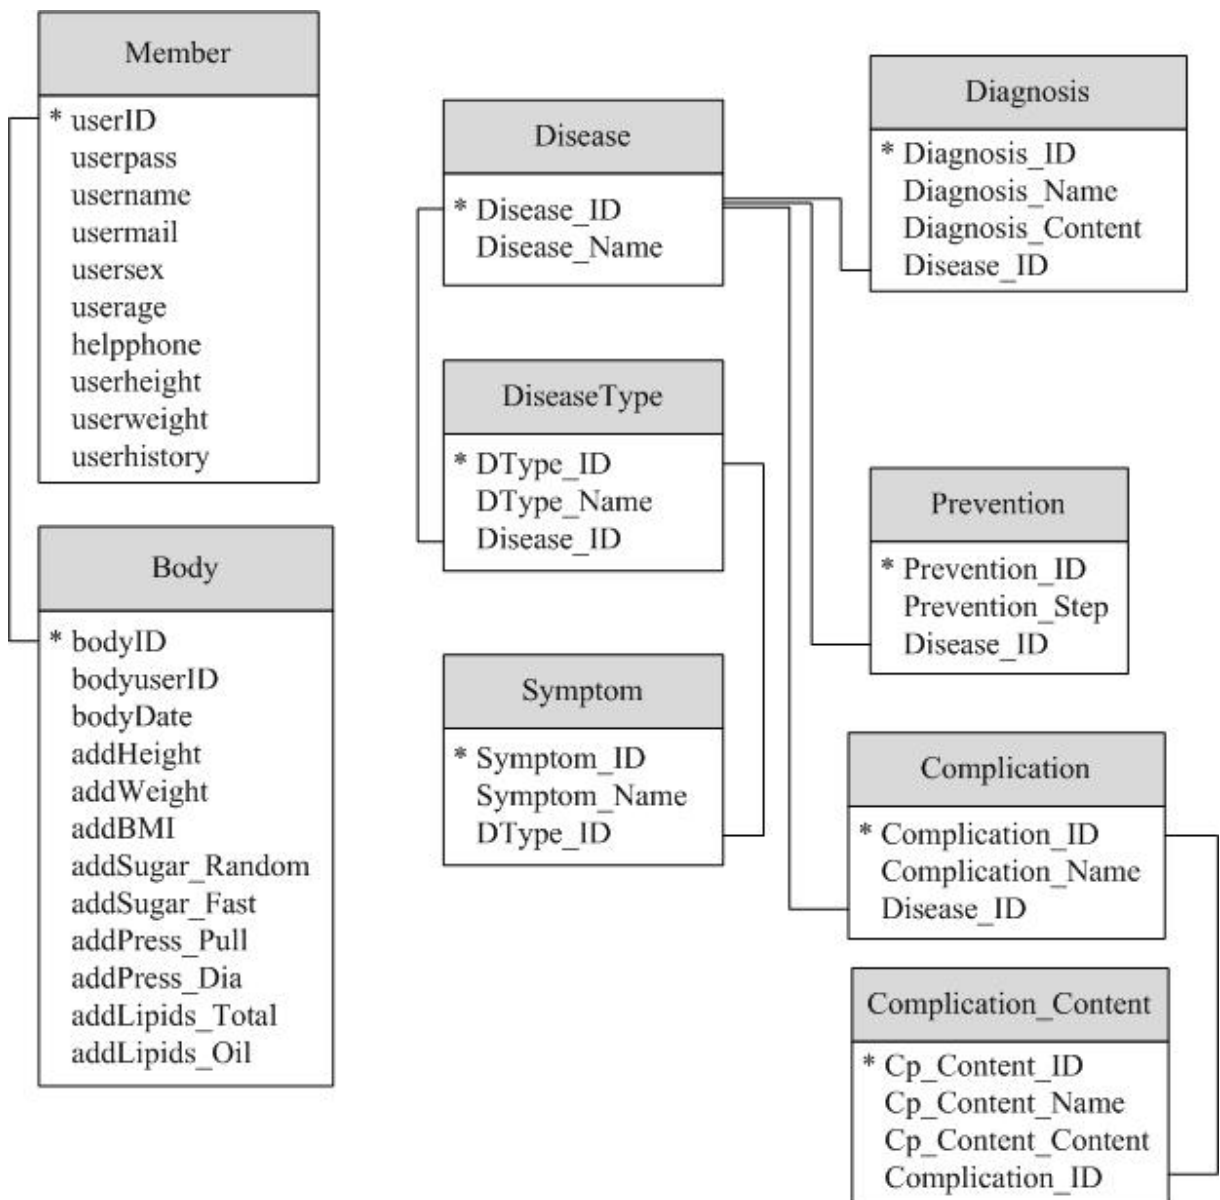 Member
* userID
userpass
username
usermail
usersex
userage
helpphone
userheight
userweight
userhistory
Body
* bodyID
bodyuserID
bodyDate
addHeight
addWeight
addBMI
addSugar_Random
addSugar_Fast
addPress_Pull
addPress_Dia
addLipids_Total
addLipids_Oil
Disease
* Disease_ID
Disease_Name
DiseaseType
* DType_ID
DType_Name
Disease_ID
Symptom
* Symptom_ID
Symptom_Name
DType_ID
Diagnosis
* Diagnosis_ID
Diagnosis_Name
Diagnosis_Content
Disease_ID
Prevention
* Prevention_ID
Prevention_Step
Disease_ID
Complication
* Complication_ID
Complication_Name
Disease_ID
Complication_Content
* Cp_Content_ID
Cp_Content_Name
Cp_Content_Content
Complication_ID